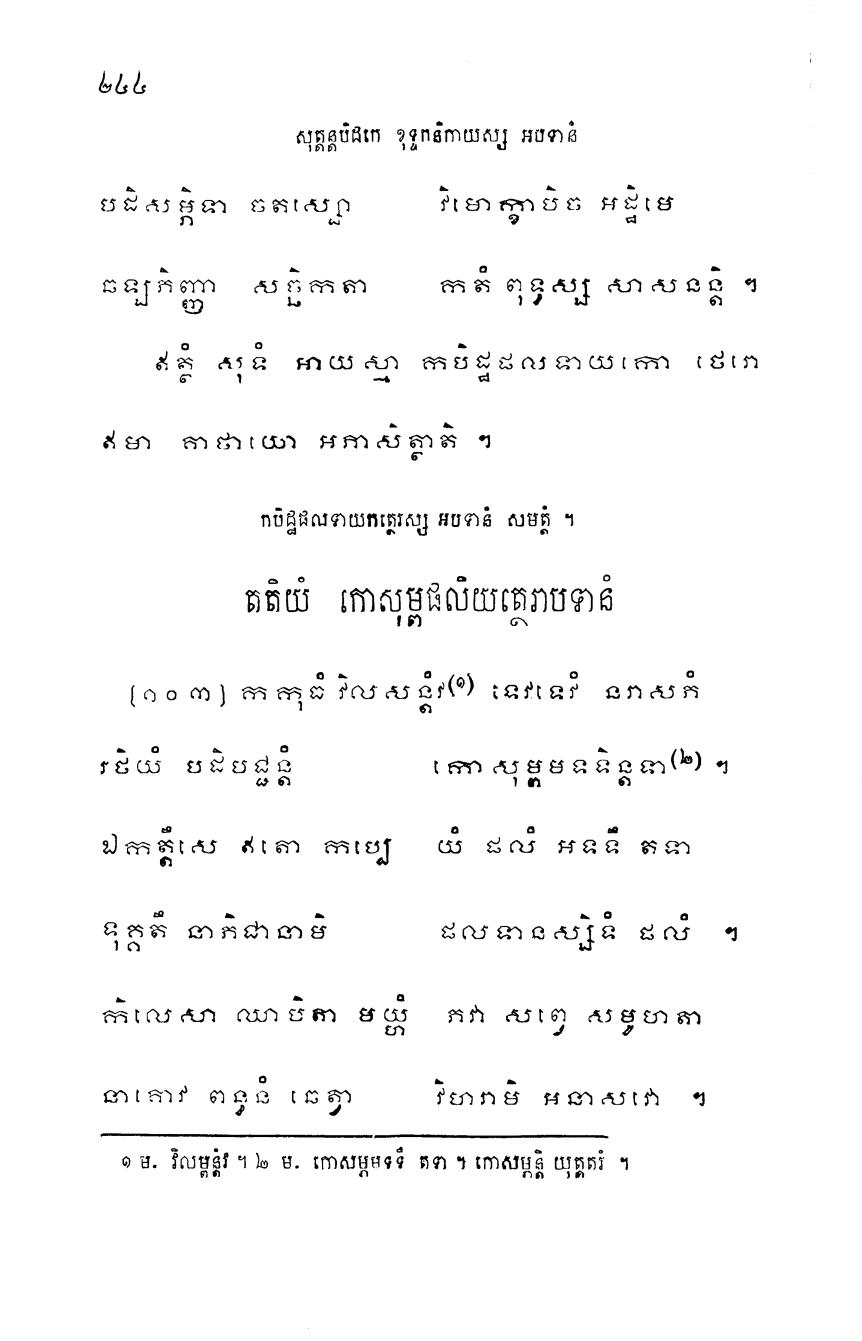 ២៤៤
សុត្តន្តបិដកេ ខុទ្ទកនិកាយស្ស អបទានំ
បដិសម្ភិទា ចតស្សោ វិមោក្ខាបិច អដ្ឋិមេ
ឆឡភិញ្ញា សច្ឆិកតា កតំ ពុទ្ធស្ស សាសនន្តិ ។
ឥត្ថំ សុទំ អាយស្មា កបិដ្ឋផលទាយកោ ថេរោ
ឥមា គាថាយោ អភាសិត្ថាតិ ។
កបិដ្ឋផលទាយកត្ថេរស្ស អបទានំ សមត្តំ ។
តតិយំ កោសុម្ពផលិយត្ថេរាបទានំ
[១០៣] កកុធំ វិលសន្តំវ(១) ទេវទេវំ នរាសភំ
រថិយំ បដិបជ្ជន្តំ កោសុម្ពមទទិន្តទា(២) ។
ឯកត្តឹសេ ឥតោ កប្បេ យំ ផលំ អទទឹ តទា
ទុគ្គតឹ នាភិជានាមិ ផលទានស្សិទំ ផលំ ។
កិលេសា ឈាបិតា មយ្ហំ ភវា សព្វេ សមូហតា
នាគោវ ពន្ធនំ ឆេត្វា វិហរាមិ អនាសវោ ។
១ ម. វិលម្ពន្តំវ ។ ២ ម. កោសម្ភមទទឹ តទា ។ កោសម្ភន្តិ យុត្តតរំ ។